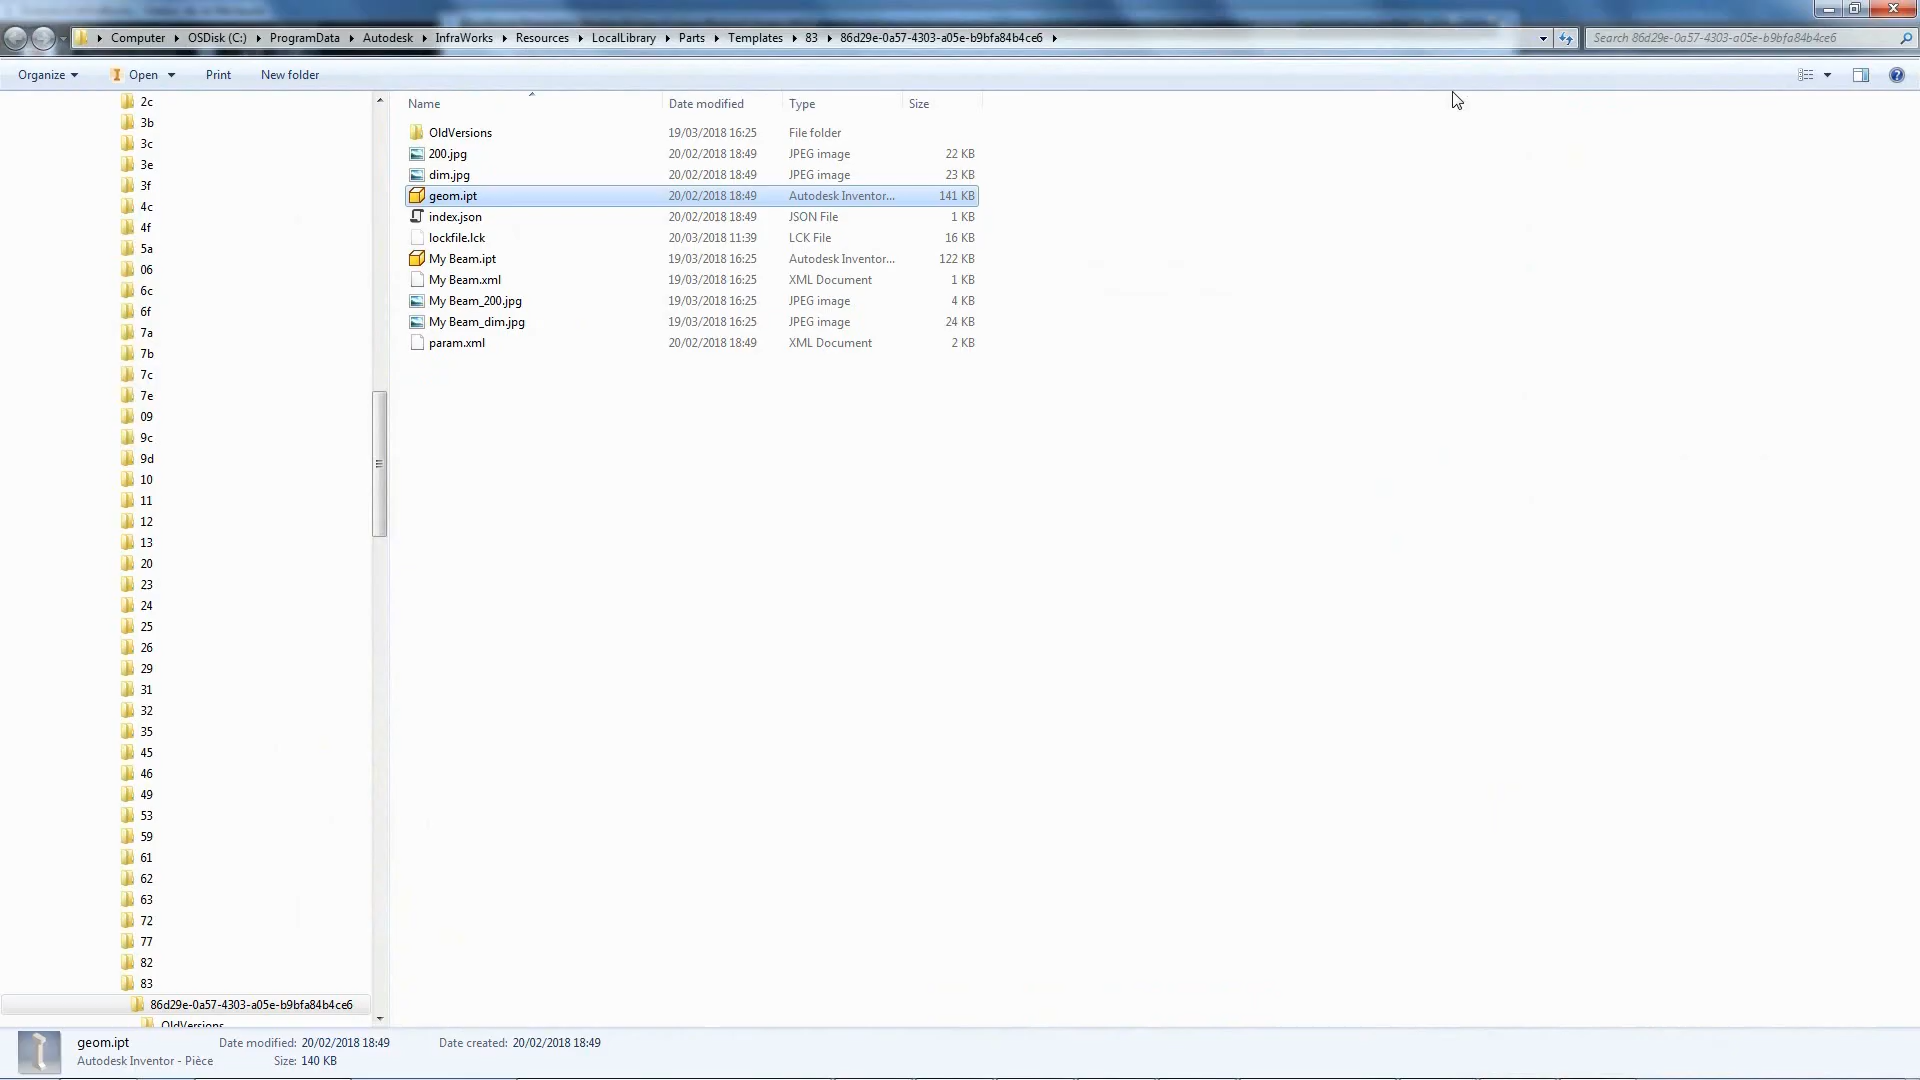 Computer OSDisk (C:) ProgramData Autodesk InfraWorks Resources LocalLibrary Parts Templates 83 86d29e-0a57-4303-a05e-b9bfa84b4ce6
Search 86d29e-0a57-4303-a05e-b9bfa84b4ce6
Organize Open Print New folder
2c
3b
3c
3e
3f
4c
4f
5a
06
6c
6f
7a
7b
7c
7e
09
9c
9d
10
11
12
13
20
23
24
25
26
29
31
32
35
45
46
49
53
59
61
62
63
72
77
82
83
86d29e-0a57-4303-a05e-b9bfa84b4ce6
OldVersions
Name Date modified Type Size
OldVersions 19/03/2018 16:25 File folder
200.jpg 20/02/2018 18:49 JPEG image 22 KB
dim.jpg 20/02/2018 18:49 JPEG image 23 KB
geom.ipt 20/02/2018 18:49 Autodesk Inventor... 141 KB
index.json 20/02/2018 18:49 JSON File 1 KB
lockfile.lck 20/03/2018 11:39 LCK File 16 KB
My Beam.ipt 19/03/2018 16:25 Autodesk Inventor... 122 KB
My Beam.xml 19/03/2018 16:25 XML Document 1 KB
My Beam_200.jpg 19/03/2018 16:25 JPEG image 4 KB
My Beam_dim.jpg 19/03/2018 16:25 JPEG image 24 KB
param.xml 20/02/2018 18:49 XML Document 2 KB
geom.ipt Date modified: 20/02/2018 18:49 Date created: 20/02/2018 18:49
Autodesk Inventor - Pièce Size: 140 KB